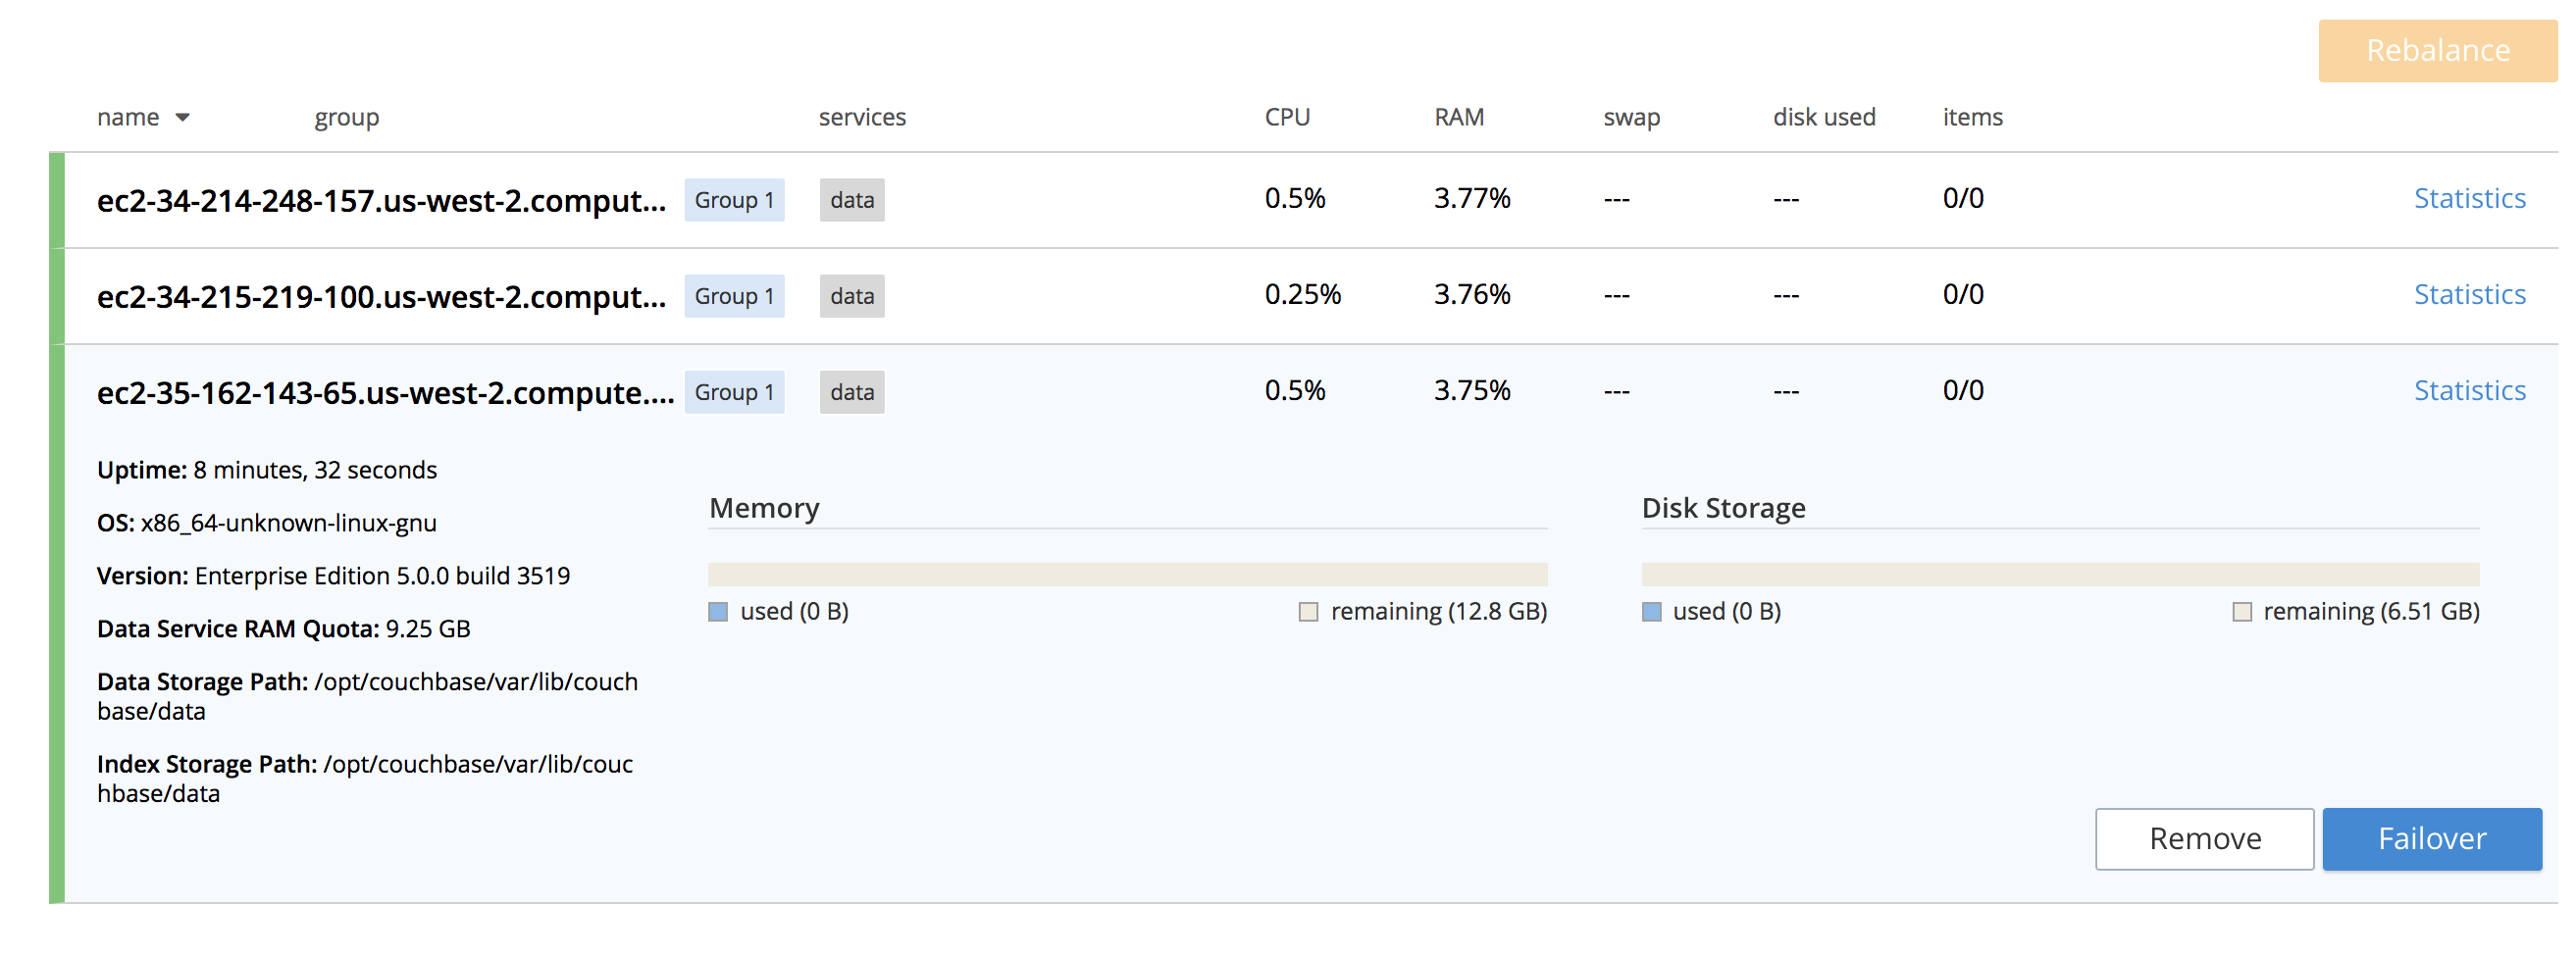 Rebalance
name group services CPU RAM swap disk used items
ec2-34-214-248-157.us-west-2.comput... Group 1 data 0.5% 3.77% --- --- 0/0 Statistics
ec2-34-215-219-100.us-west-2.comput... Group 1 data 0.25% 3.76% --- --- 0/0 Statistics
ec2-35-162-143-65.us-west-2.compute.... Group 1 data 0.5% 3.75% --- --- 0/0 Statistics
Uptime: 8 minutes, 32 seconds
OS: x86_64-unknown-linux-gnu
Version: Enterprise Edition 5.0.0 build 3519
Data Service RAM Quota: 9.25 GB
Data Storage Path: /opt/couchbase/var/lib/couch
base/data
Index Storage Path: /opt/couchbase/var/lib/couc
hbase/data
Memory
used (0 B) remaining (12.8 GB)
Disk Storage
used (0 B) remaining (6.51 GB)
Remove Failover